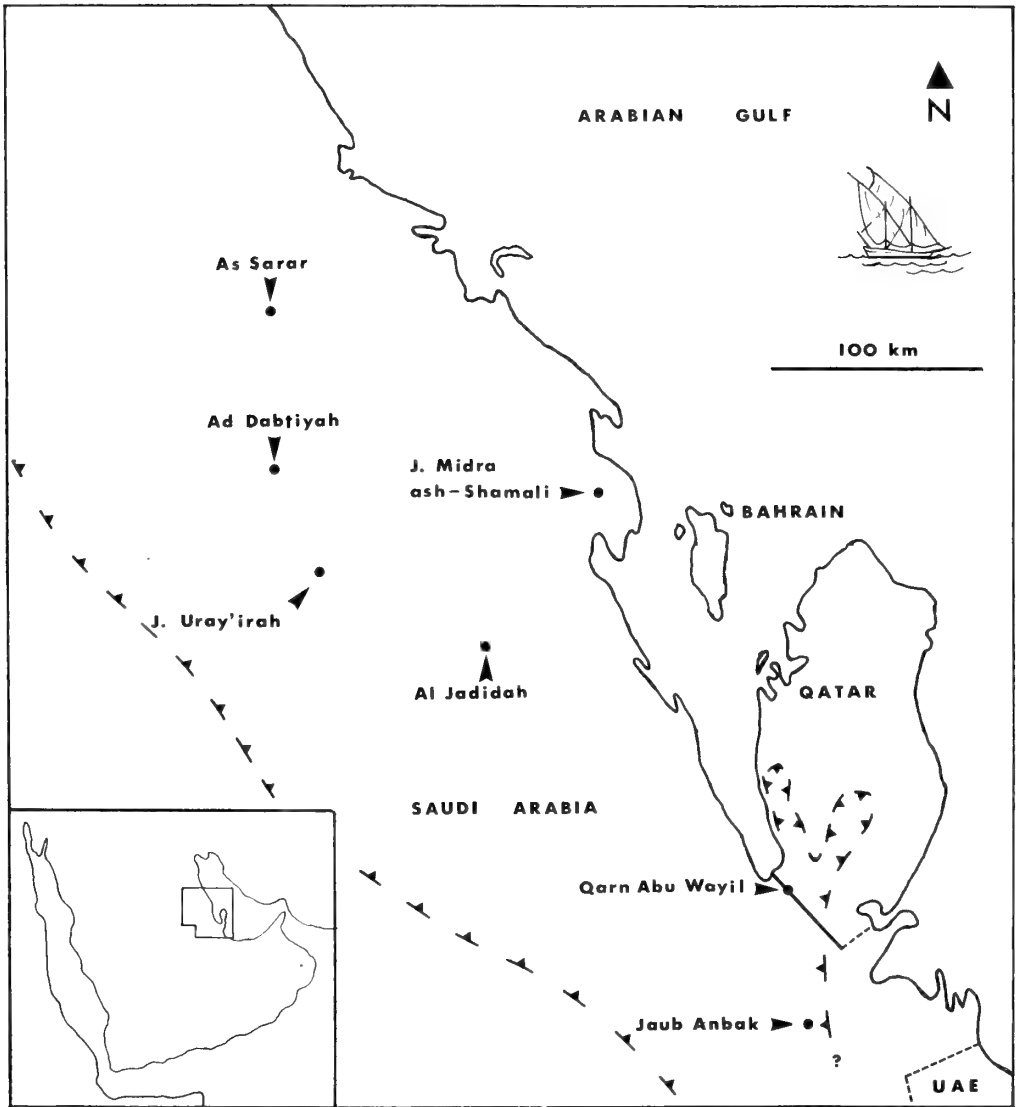 ARABIAN GULF
N
As Sarar
100 km
Ad Dabtiyah
J. Midra
ash-Shamali
BAHRAIN
J. Uray'irah
Al Jadidah
QATAR
SAUDI ARABIA
Qarn Abu Wayil
Jaub Anbak
?
UAE